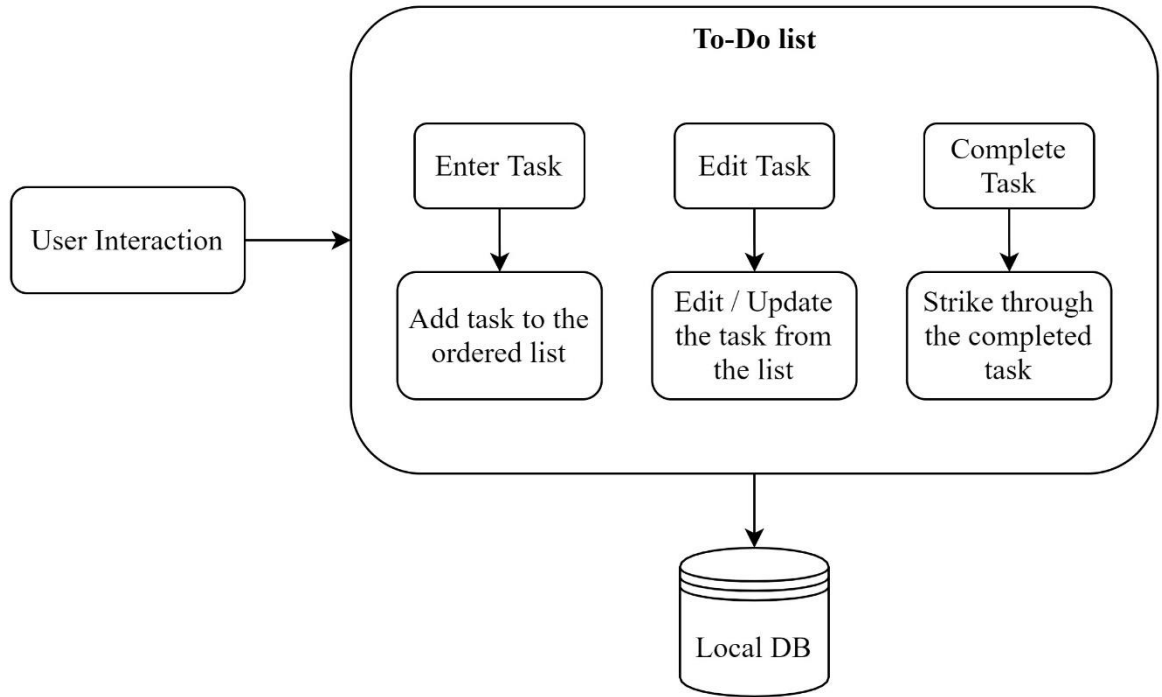 To-Do list
User Interaction
Enter Task
Add task to the
ordered list
Edit Task
Edit / Update
the task from
the list
Complete
Task
Strike through
the completed
task
Local DB